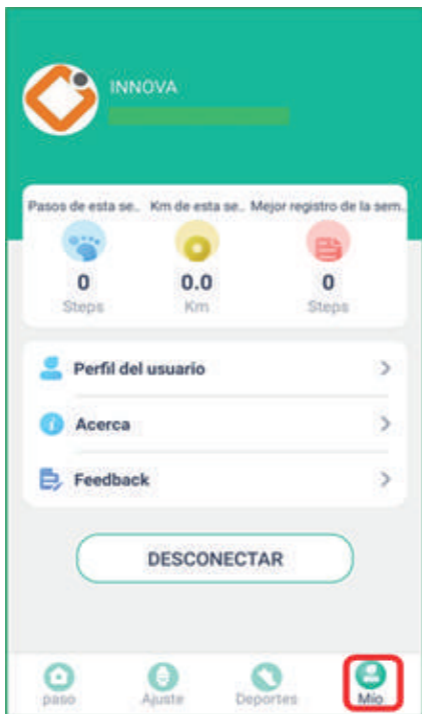 INNOVA
Pasos de esta se.. Km de esta se.. Mejor registro de la sem.
0 0.0 0
Steps Km Steps
Perfil del usuario
Acerca
Feedback
DESCONECTAR
paso Ajuste Deportes Mío